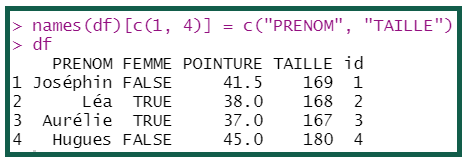 > names(df)[c(1, 4)] = c("PRENOM", "TAILLE")
> df
PRENOM FEMME POINTURE TAILLE id
1 Joséphin FALSE 41.5 169 1
2 Léa TRUE 38.0 168 2
3 Aurélie TRUE 37.0 167 3
4 Hugues FALSE 45.0 180 4